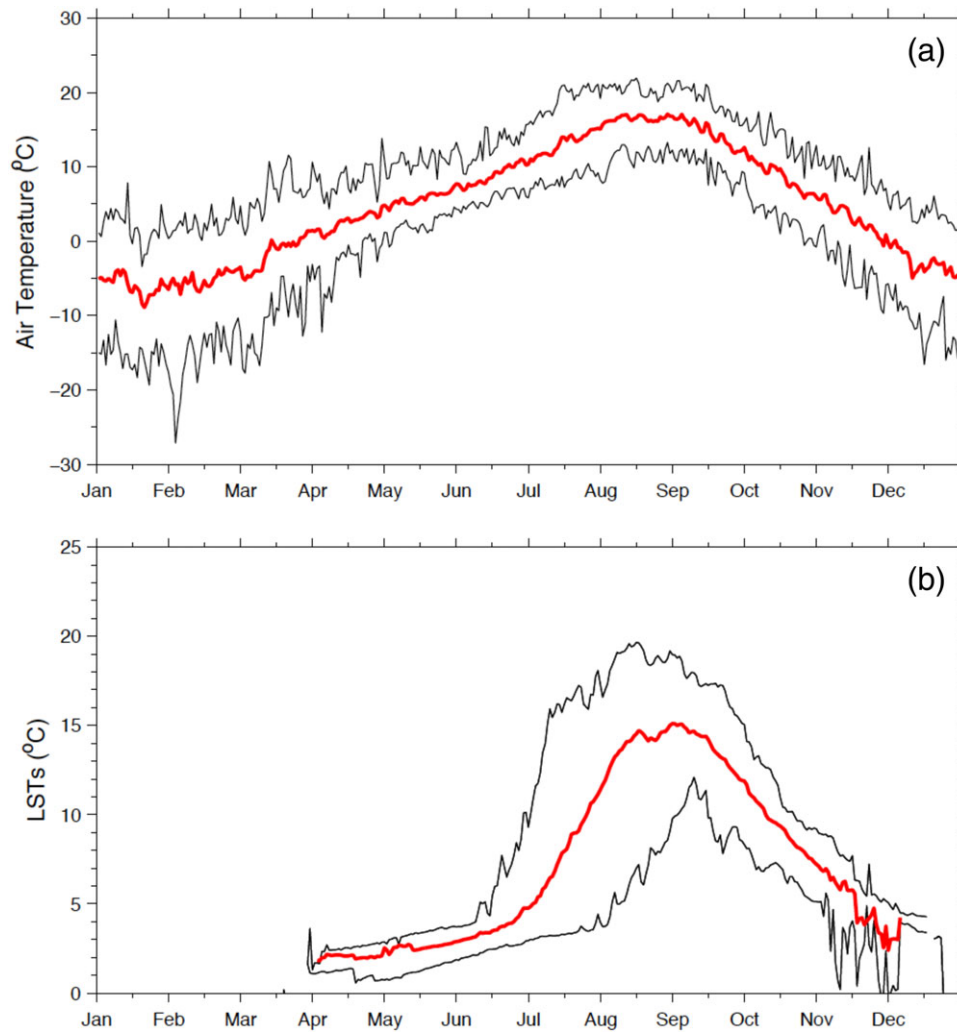 (a)
Air Temperature (⁰C)
30
20
10
0
−10
−20
−30
Jan Feb Mar Apr May Jun Jul Aug Sep Oct Nov Dec
(b)
LSTs (⁰C)
25
20
15
10
5
0
Jan Feb Mar Apr May Jun Jul Aug Sep Oct Nov Dec